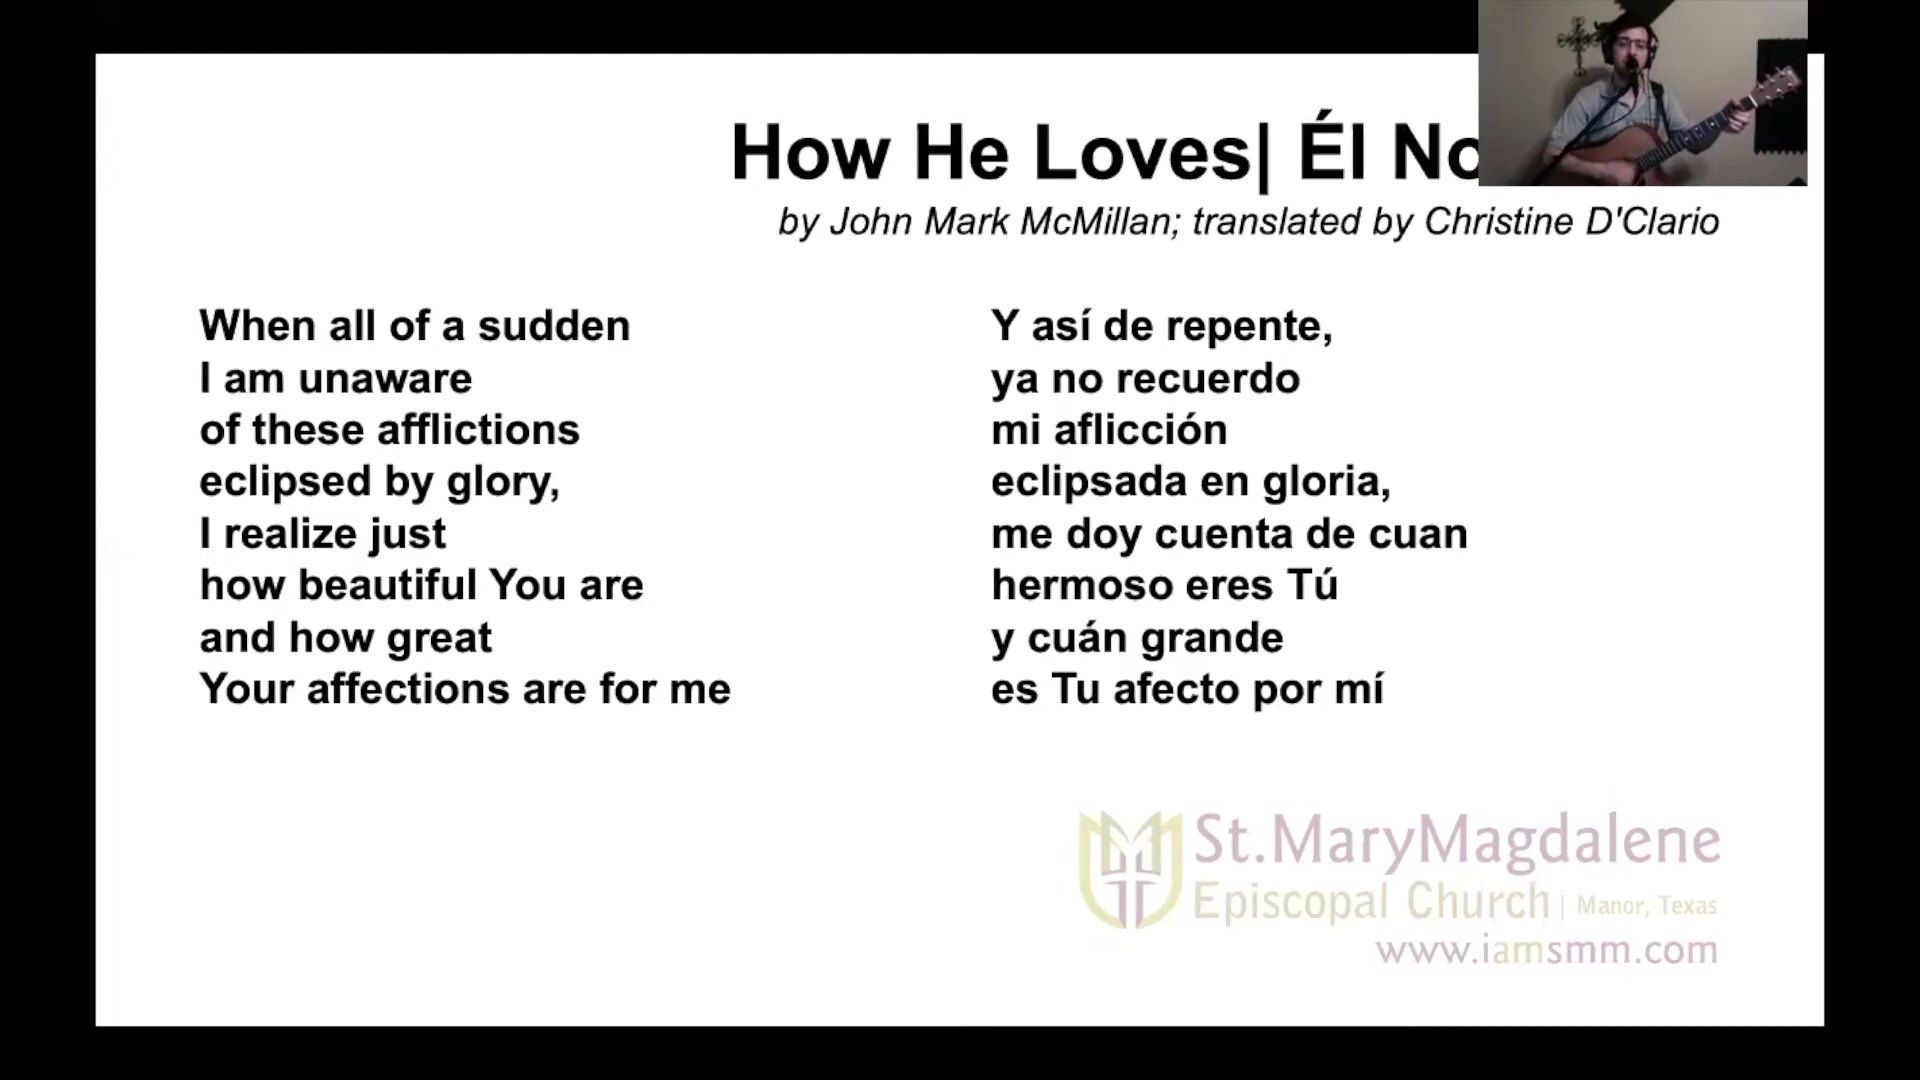 How He Loves| Él No
by John Mark McMillan; translated by Christine D'Clario
When all of a sudden
I am unaware
of these afflictions
eclipsed by glory,
I realize just
how beautiful You are
and how great
Your affections are for me
Y así de repente,
ya no recuerdo
mi aflicción
eclipsada en gloria,
me doy cuenta de cuan
hermoso eres Tú
y cuán grande
es Tu afecto por mí
St.MaryMagdalene
Episcopal Church | Manor, Texas
www.iamsmm.com